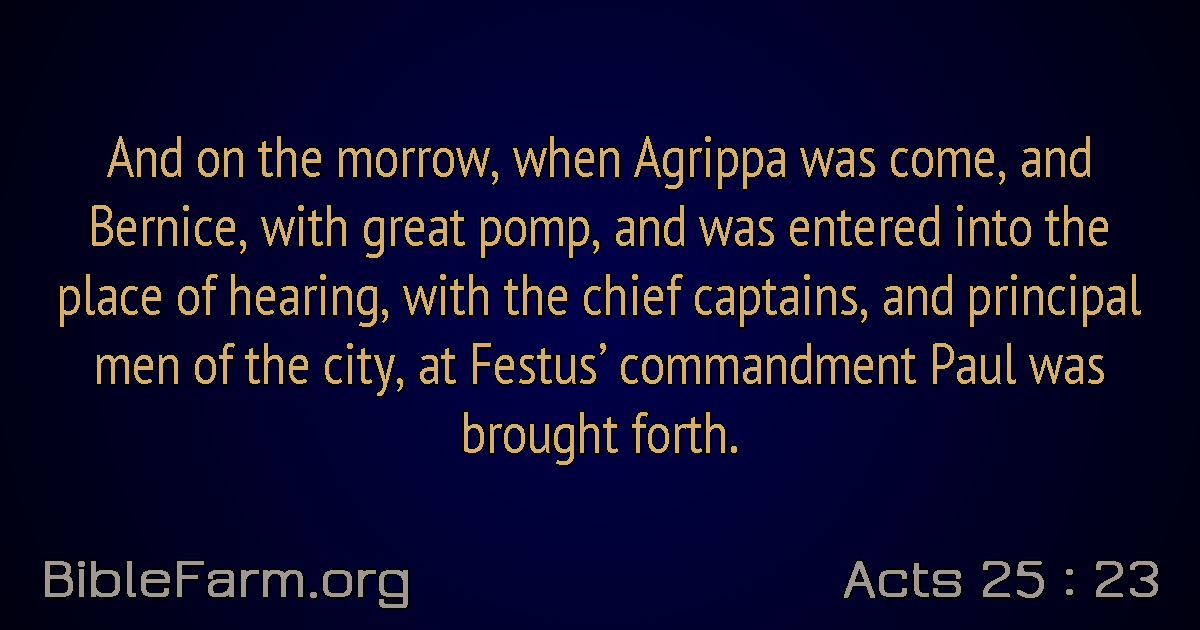 And on the morrow, when Agrippa was come, and
Bernice, with great pomp, and was entered into the
place of hearing, with the chief captains, and principal
men of the city, at Festus’ commandment Paul was
brought forth.
BibleFarm.org
Acts 25 : 23